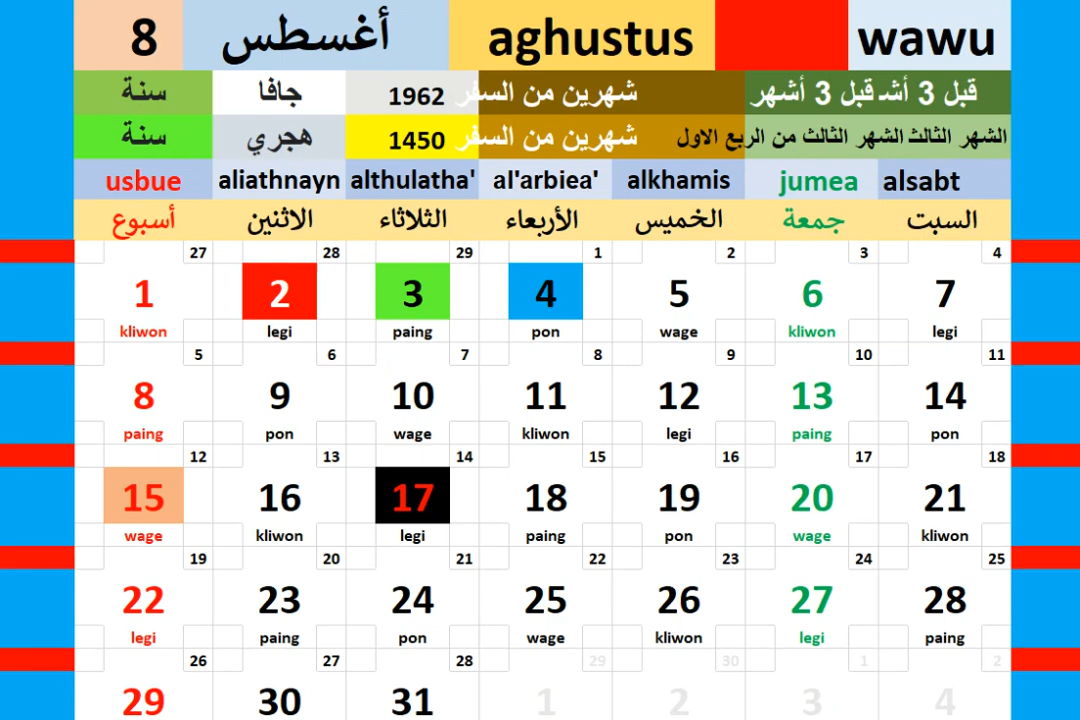 8 أغسطس aghustus wawu
سنة جافا 1962 شهرين من السفر قبل 3 أشـ قبل 3 أشهر
سنة هجري 1450 شهرين من السفر الشهر الثالث الشهر الثالث من الربع الاول
usbue aliathnayn althulatha' al'arbiea' alkhamis jumea alsabt
أسبوع الاثنين الثلاثاء الأربعاء الخميس جمعة السبت
27 28 29 1 2 3 4
1 2 3 4 5 6 7
kliwon legi paing pon wage kliwon legi
5 6 7 8 9 10 11
8 9 10 11 12 13 14
paing pon wage kliwon legi paing pon
12 13 14 15 16 17 18
15 16 17 18 19 20 21
wage kliwon legi paing pon wage kliwon
19 20 21 22 23 24 25
22 23 24 25 26 27 28
legi paing pon wage kliwon legi paing
26 27 28 29 30 1 2
29 30 31 1 2 3 4